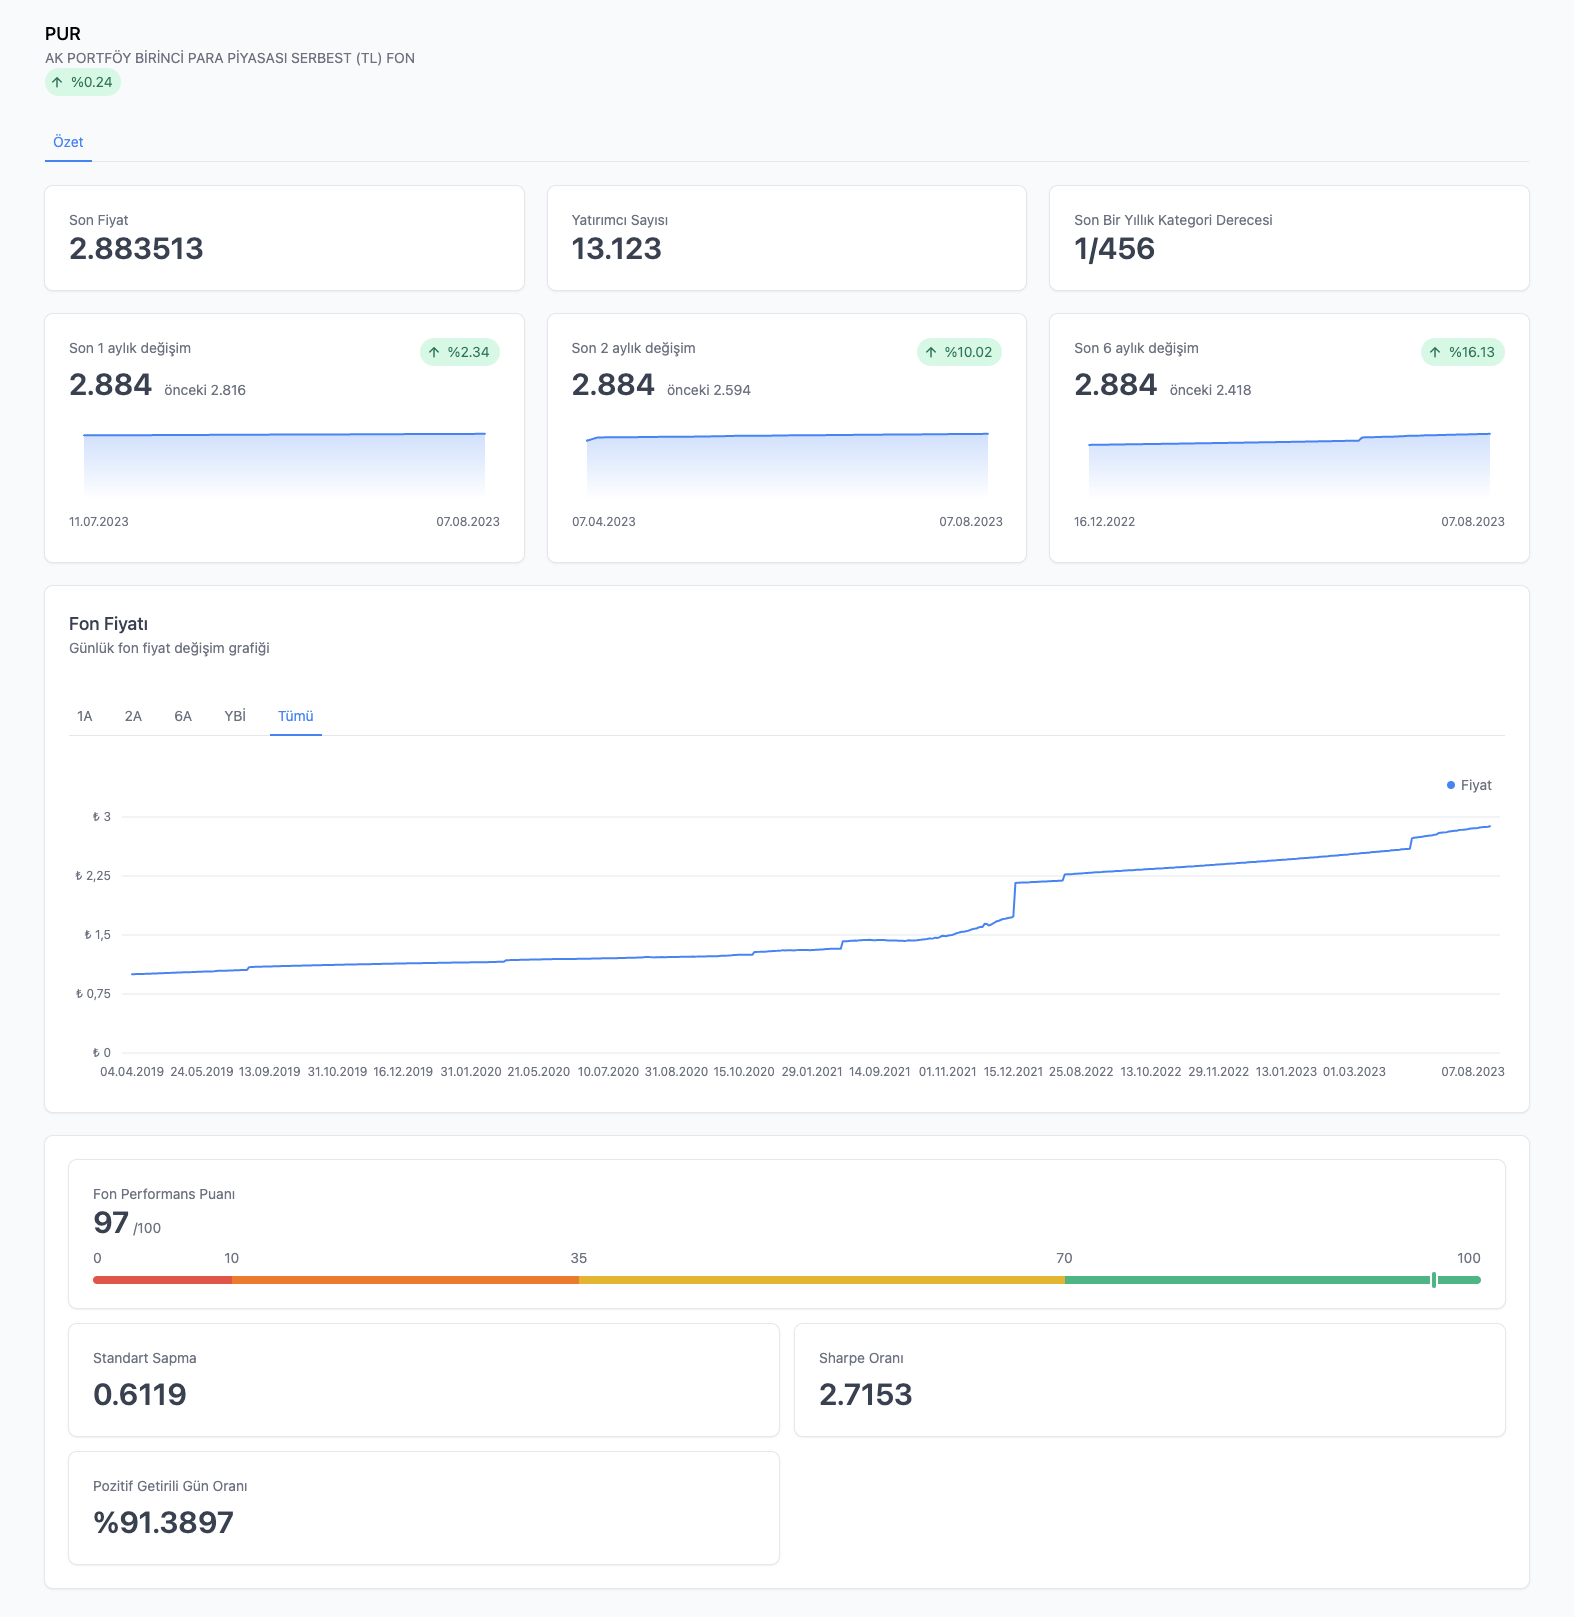 PUR
AK PORTFÖY BİRİNCİ PARA PİYASASI SERBEST (TL) FON
↑ %0.24
Özet
Son Fiyat
2.883513
Yatırımcı Sayısı
13.123
Son Bir Yıllık Kategori Derecesi
1/456
Son 1 aylık değişim
↑ %2.34
2.884 önceki 2.816
11.07.2023 07.08.2023
Son 2 aylık değişim
↑ %10.02
2.884 önceki 2.594
07.04.2023 07.08.2023
Son 6 aylık değişim
↑ %16.13
2.884 önceki 2.418
16.12.2022 07.08.2023
Fon Fiyatı
Günlük fon fiyat değişim grafiği
1A 2A 6A YBİ Tümü
Fiyat
₺ 3
₺ 2,25
₺ 1,5
₺ 0,75
₺ 0
04.04.2019 24.05.2019 13.09.2019 31.10.2019 16.12.2019 31.01.2020 21.05.2020 10.07.2020 31.08.2020 15.10.2020 29.01.2021 14.09.2021 01.11.2021 15.12.2021 25.08.2022 13.10.2022 29.11.2022 13.01.2023 01.03.2023 07.08.2023
Fon Performans Puanı
97 /100
0 10 35 70 100
Standart Sapma
0.6119
Sharpe Oranı
2.7153
Pozitif Getirili Gün Oranı
%91.3897